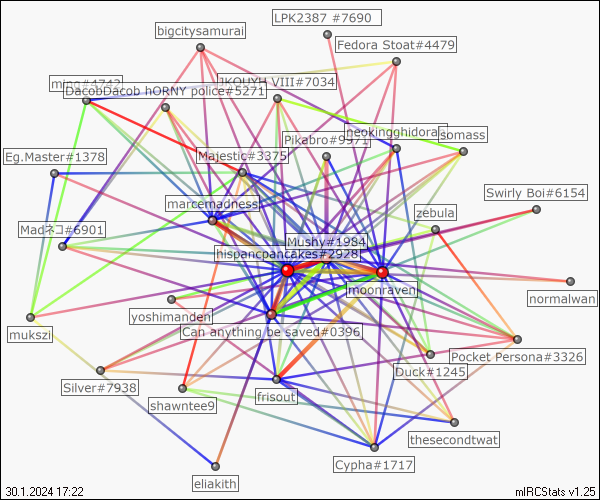 LPK2387 #7690
bigcitysamurai
Fedora Stoat#4479
ming#4742
DacobDacob hORNY police#5271
JKOUYH VIII#7034
Pikabro#9971
neokingghidorah
somass
Eg.Master#1378
Majestic#3375
Swirly Boi#6154
marcemadness
zebula
Madネコ#6901
Mushy#1984
hispancpancakes#2928
moonraven
normalwan
yoshimanden
mukszi
Can anything be saved#0396
Pocket Persona#3326
Duck#1245
Silver#7938
shawntee9
frisout
thesecondtwat
Cypha#1717
eliakith
30.1.2024 17:22
mIRCStats v1.25